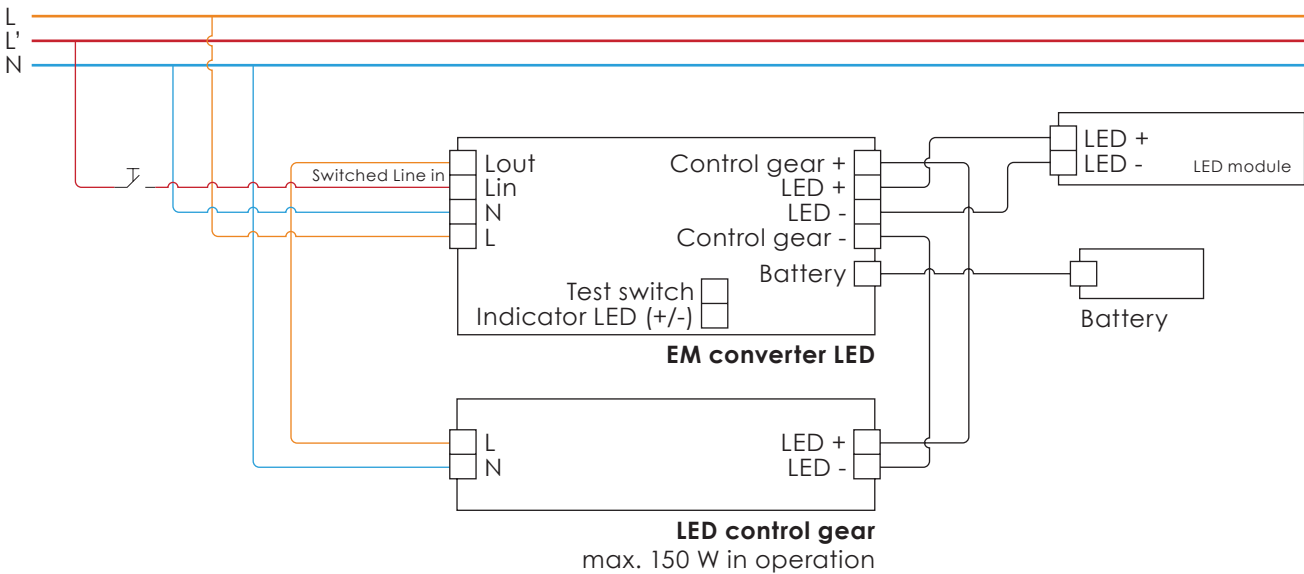 L
L'
N
Switched Line in
Lout
Lin
N
L
Control gear +
LED +
LED -
Control gear -
Battery
Test switch
Indicator LED (+/-)
EM converter LED
LED +
LED -
LED module
Battery
L
N
LED +
LED -
LED control gear
max. 150 W in operation